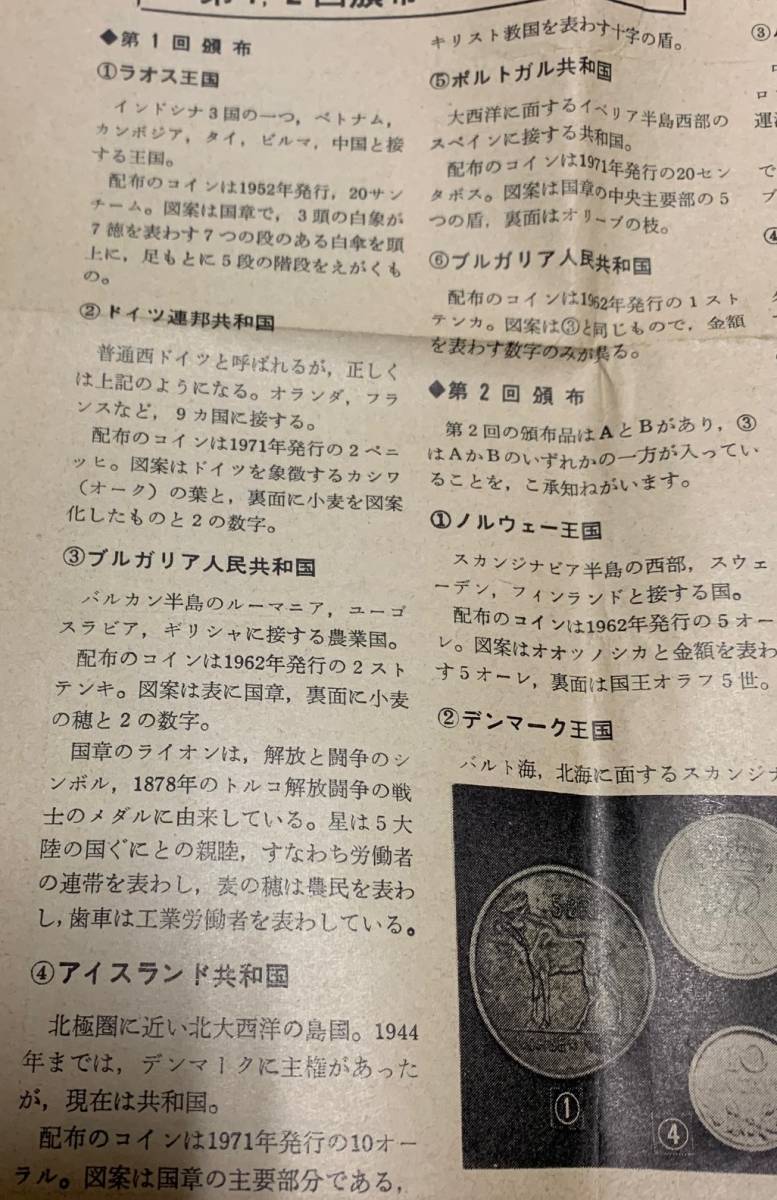 第1，2回頒布
◆第1回頒布
①ラオス王国
インドシナ3国の一つ，ベトナム，
カンボジア，タイ，ビルマ，中国と接
する王国。
配布のコインは1952年発行，20サン
チーム。図案は国章で，3頭の白象が
7徳を表わす7つの段のある白傘を頭
上に，足もとに5段の階段をえがくも
の。
②ドイツ連邦共和国
普通西ドイツと呼ばれるが，正しく
は上記のようになる。オランダ，フラ
ンスなど，9カ国に接する。
配布のコインは1971年発行の2ペニ
ッヒ。図案はドイツを象徴するカシワ
（オーク）の葉と，裏面に小麦を図案
化したものと2の数字。
③ブルガリア人民共和国
バルカン半島のルーマニア，ユーゴ
スラビア，ギリシャに接する農業国。
配布のコインは1962年発行の2スト
テンキ。図案は表に国章，裏面に小麦
の穂と2の数字。
国章のライオンは，解放と闘争のシ
ンボル，1878年のトルコ解放闘争の戦
士のメダルに由来している。星は5大
陸の国ぐにとの親睦，すなわち労働者
の連帯を表わし，麦の穂は農民を表わ
し，歯車は工業労働者を表わしている。
④アイスランド共和国
北極圏に近い北大西洋の島国。1944
年までは，デンマークに主権があった
が，現在は共和国。
配布のコインは1971年発行の10オー
ラル。図案は国章の主要部分である，
キリスト教国を表わす十字の盾。
⑤ポルトガル共和国
大西洋に面するイベリア半島西部の
スペインに接する共和国。
配布のコインは1971年発行の20セン
タボス。図案は国章の中央主要部の5
つの盾，裏面はオリーブの枝。
⑥ブルガリア人民共和国
配布のコインは1962年発行の1スト
テンカ。図案は③と同じもので，金額
を表わす数字のみが異る。
◆第2回頒布
第2回の頒布品はAとBがあり，③
はAかBのいずれかの一方が入ってい
ることを，こ承知ねがいます。
①ノルウェー王国
スカンジナビア半島の西部，スウェ
ーデン，フィンランドと接する国。
配布のコインは1962年発行の5オー
レ。図案はオオツノシカと金額を表わ
す5オーレ，裏面は国王オラフ5世。
②デンマーク王国
バルト海，北海に面するスカンジナ
①
④
10
③
ロ
運
で
ブ
④